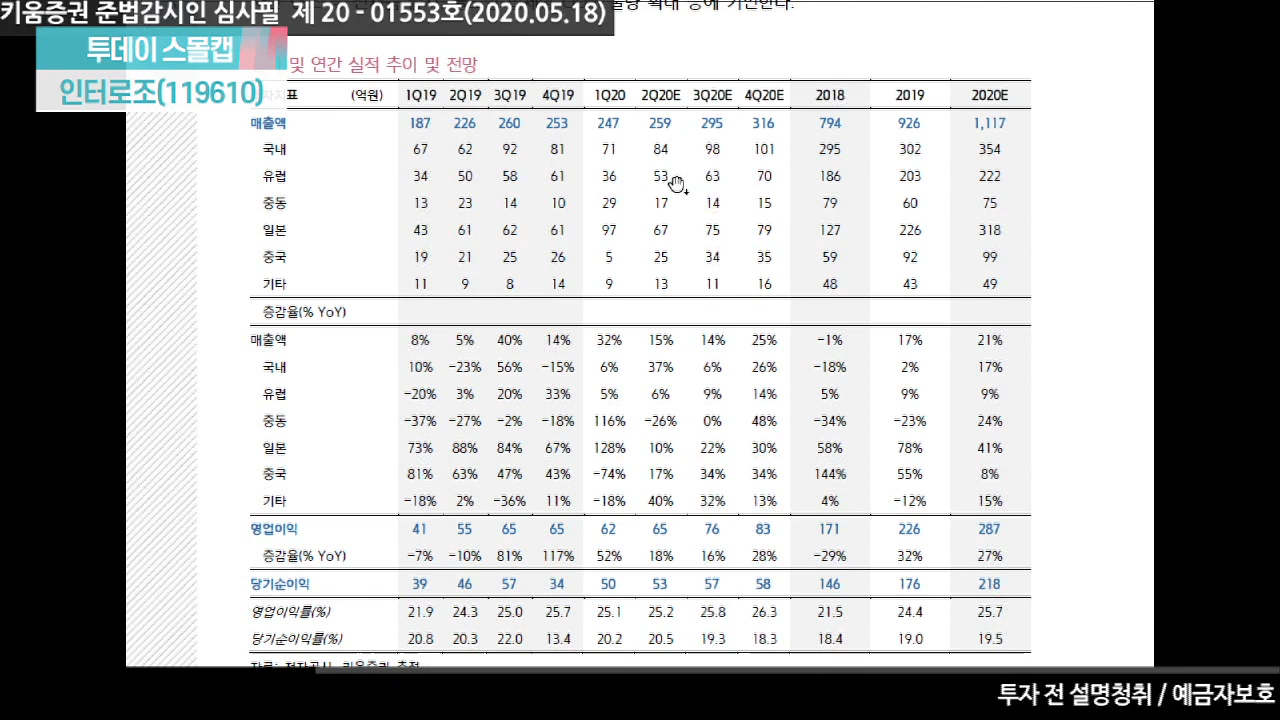 키움증권 준법감시인 심사필 제 20 - 01553호(2020.05.18)
투데이 스몰캡
인터로조(119610)
및 연간 실적 추이 및 전망
표 (억원) 1Q19 2Q19 3Q19 4Q19 1Q20 2Q20E 3Q20E 4Q20E 2018 2019 2020E
매출액 187 226 260 253 247 259 295 316 794 926 1,117
국내 67 62 92 81 71 84 98 101 295 302 354
유럽 34 50 58 61 36 53 63 70 186 203 222
중동 13 23 14 10 29 17 14 15 79 60 75
일본 43 61 62 61 97 67 75 79 127 226 318
중국 19 21 25 26 5 25 34 35 59 92 99
기타 11 9 8 14 9 13 11 16 48 43 49
증감율(% YoY)
매출액 8% 5% 40% 14% 32% 15% 14% 25% -1% 17% 21%
국내 10% -23% 56% -15% 6% 37% 6% 26% -18% 2% 17%
유럽 -20% 3% 20% 33% 5% 6% 9% 14% 5% 9% 9%
중동 -37% -27% -2% -18% 116% -26% 0% 48% -34% -23% 24%
일본 73% 88% 84% 67% 128% 10% 22% 30% 58% 78% 41%
중국 81% 63% 47% 43% -74% 17% 34% 34% 144% 55% 8%
기타 -18% 2% -36% 11% -18% 40% 32% 13% 4% -12% 15%
영업이익 41 55 65 65 62 65 76 83 171 226 287
증감율(% YoY) -7% -10% 81% 117% 52% 18% 16% 28% -29% 32% 27%
당기순이익 39 46 57 34 50 53 57 58 146 176 218
영업이익률(%) 21.9 24.3 25.0 25.7 25.1 25.2 25.8 26.3 21.5 24.4 25.7
당기순이익률(%) 20.8 20.3 22.0 13.4 20.2 20.5 19.3 18.3 18.4 19.0 19.5
자료: 전자공시, 키움증권 추정
투자 전 설명청취 / 예금자보호